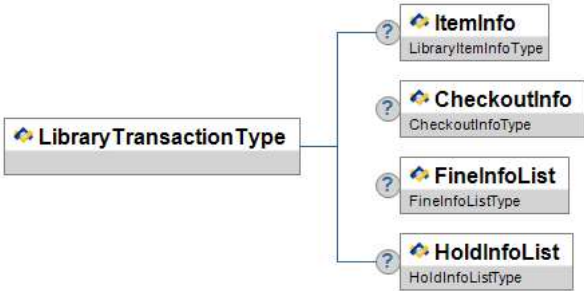 LibraryTransactionType
?
ItemInfo
LibraryItemInfoType
?
CheckoutInfo
CheckoutInfoType
?
FineInfoList
FineInfoListType
?
HoldInfoList
HoldInfoListType